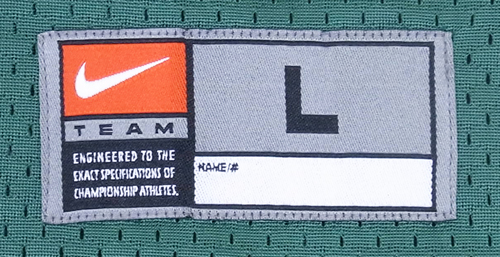 TEAM
ENGINEERED TO THE
EXACT SPECIFICATIONS OF
CHAMPIONSHIP ATHLETES.
L
NAME/#